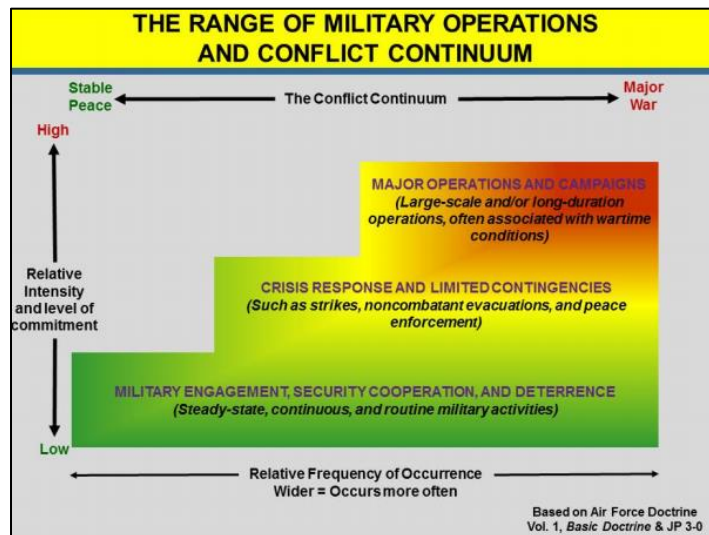 THE RANGE OF MILITARY OPERATIONS
AND CONFLICT CONTINUUM
Stable
Peace
The Conflict Continuum
Major
War
High
MAJOR OPERATIONS AND CAMPAIGNS
(Large-scale and/or long-duration
operations, often associated with wartime
conditions)
Relative
Intensity
and level of
commitment
CRISIS RESPONSE AND LIMITED CONTINGENCIES
(Such as strikes, noncombatant evacuations, and peace
enforcement)
MILITARY ENGAGEMENT, SECURITY COOPERATION, AND DETERRENCE
(Steady-state, continuous, and routine military activities)
Low
Relative Frequency of Occurrence
Wider = Occurs more often
Based on Air Force Doctrine
Vol. 1, Basic Doctrine & JP 3-0